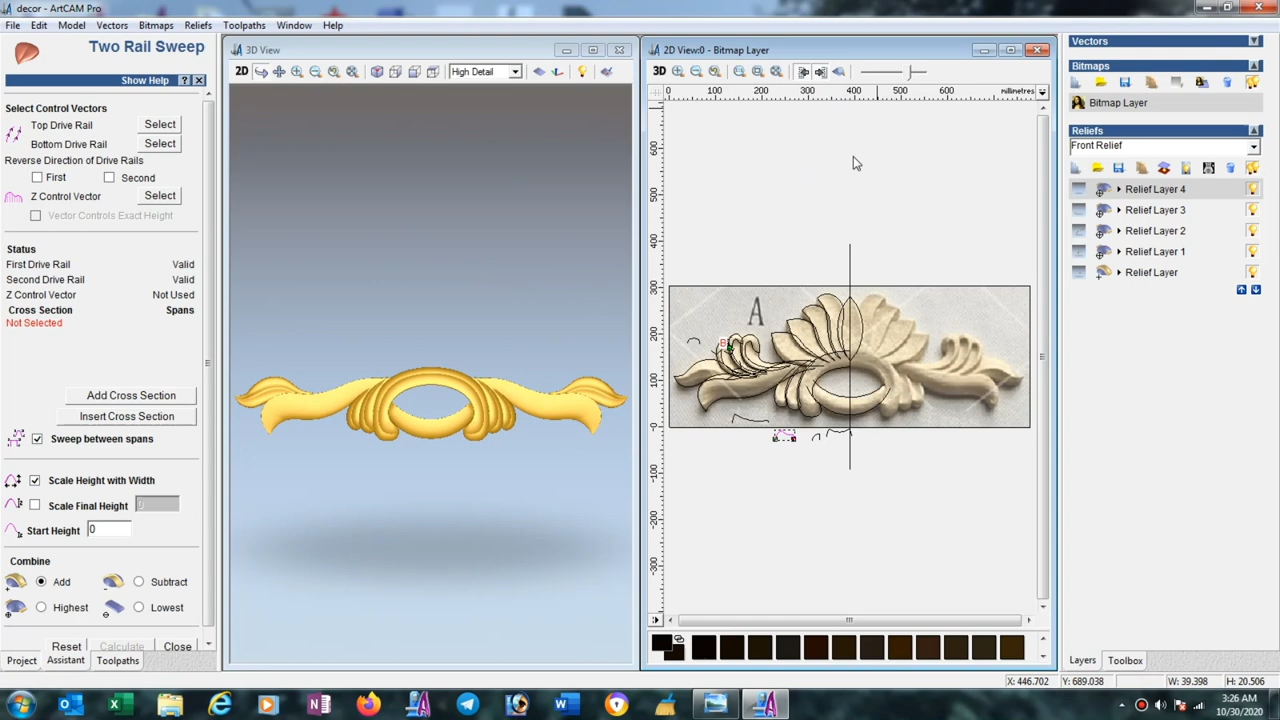 decor - ArtCAM Pro
File Edit Model Vectors Bitmaps Reliefs Toolpaths Window Help
Two Rail Sweep
Show Help ? X
Select Control Vectors
Top Drive Rail Select
Bottom Drive Rail Select
Reverse Direction of Drive Rails
First Second
Z Control Vector Select
Vector Controls Exact Height
Status
First Drive Rail Valid
Second Drive Rail Valid
Z Control Vector Not Used
Cross Section Spans
Not Selected
Add Cross Section
Insert Cross Section
Sweep between spans
Scale Height with Width
Scale Final Height 0
Start Height 0
Combine
Add Subtract
Highest Lowest
Reset Calculate Close
Project Assistant Toolpaths
3D View
2D High Detail
2D View:0 - Bitmap Layer
3D
0 100 200 300 400 500 600 millimetres
600
500
400
300
200
100
0
-100
-200
-300
A
B
Vectors
Bitmaps
Bitmap Layer
Reliefs
Front Relief
Relief Layer 4
Relief Layer 3
Relief Layer 2
Relief Layer 1
Relief Layer
Layers Toolbox
X: 446.702 Y: 689.038 W: 39.398 H: 20.506
3:26 AM
10/30/2020